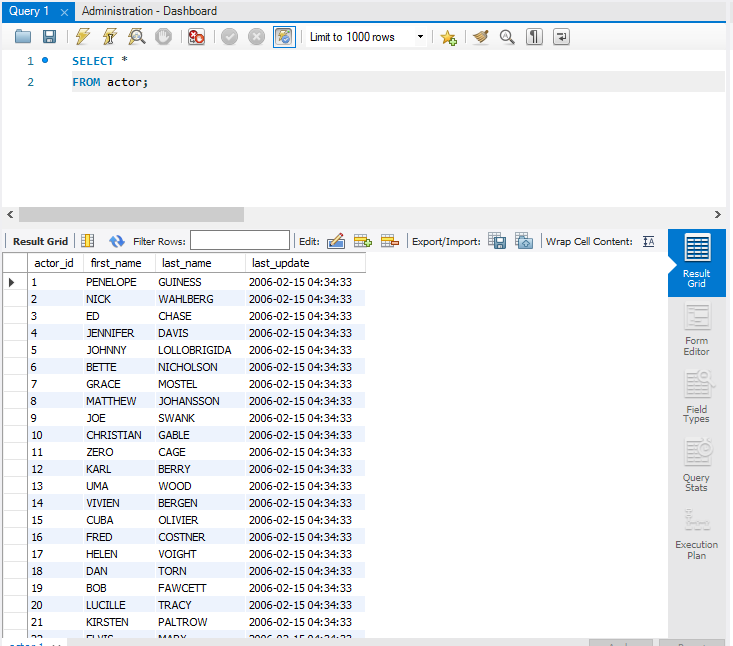 Query 1 Administration - Dashboard
Limit to 1000 rows
1 SELECT *
2 FROM actor;
Result Grid Filter Rows: Edit: Export/Import: Wrap Cell Content: IA
actor_id first_name last_name last_update
1 PENELOPE GUINESS 2006-02-15 04:34:33
2 NICK WAHLBERG 2006-02-15 04:34:33
3 ED CHASE 2006-02-15 04:34:33
4 JENNIFER DAVIS 2006-02-15 04:34:33
5 JOHNNY LOLLOBRIGIDA 2006-02-15 04:34:33
6 BETTE NICHOLSON 2006-02-15 04:34:33
7 GRACE MOSTEL 2006-02-15 04:34:33
8 MATTHEW JOHANSSON 2006-02-15 04:34:33
9 JOE SWANK 2006-02-15 04:34:33
10 CHRISTIAN GABLE 2006-02-15 04:34:33
11 ZERO CAGE 2006-02-15 04:34:33
12 KARL BERRY 2006-02-15 04:34:33
13 UMA WOOD 2006-02-15 04:34:33
14 VIVIEN BERGEN 2006-02-15 04:34:33
15 CUBA OLIVIER 2006-02-15 04:34:33
16 FRED COSTNER 2006-02-15 04:34:33
17 HELEN VOIGHT 2006-02-15 04:34:33
18 DAN TORN 2006-02-15 04:34:33
19 BOB FAWCETT 2006-02-15 04:34:33
20 LUCILLE TRACY 2006-02-15 04:34:33
21 KIRSTEN PALTROW 2006-02-15 04:34:33
Result
Grid
Form
Editor
Field
Types
Query
Stats
Execution
Plan